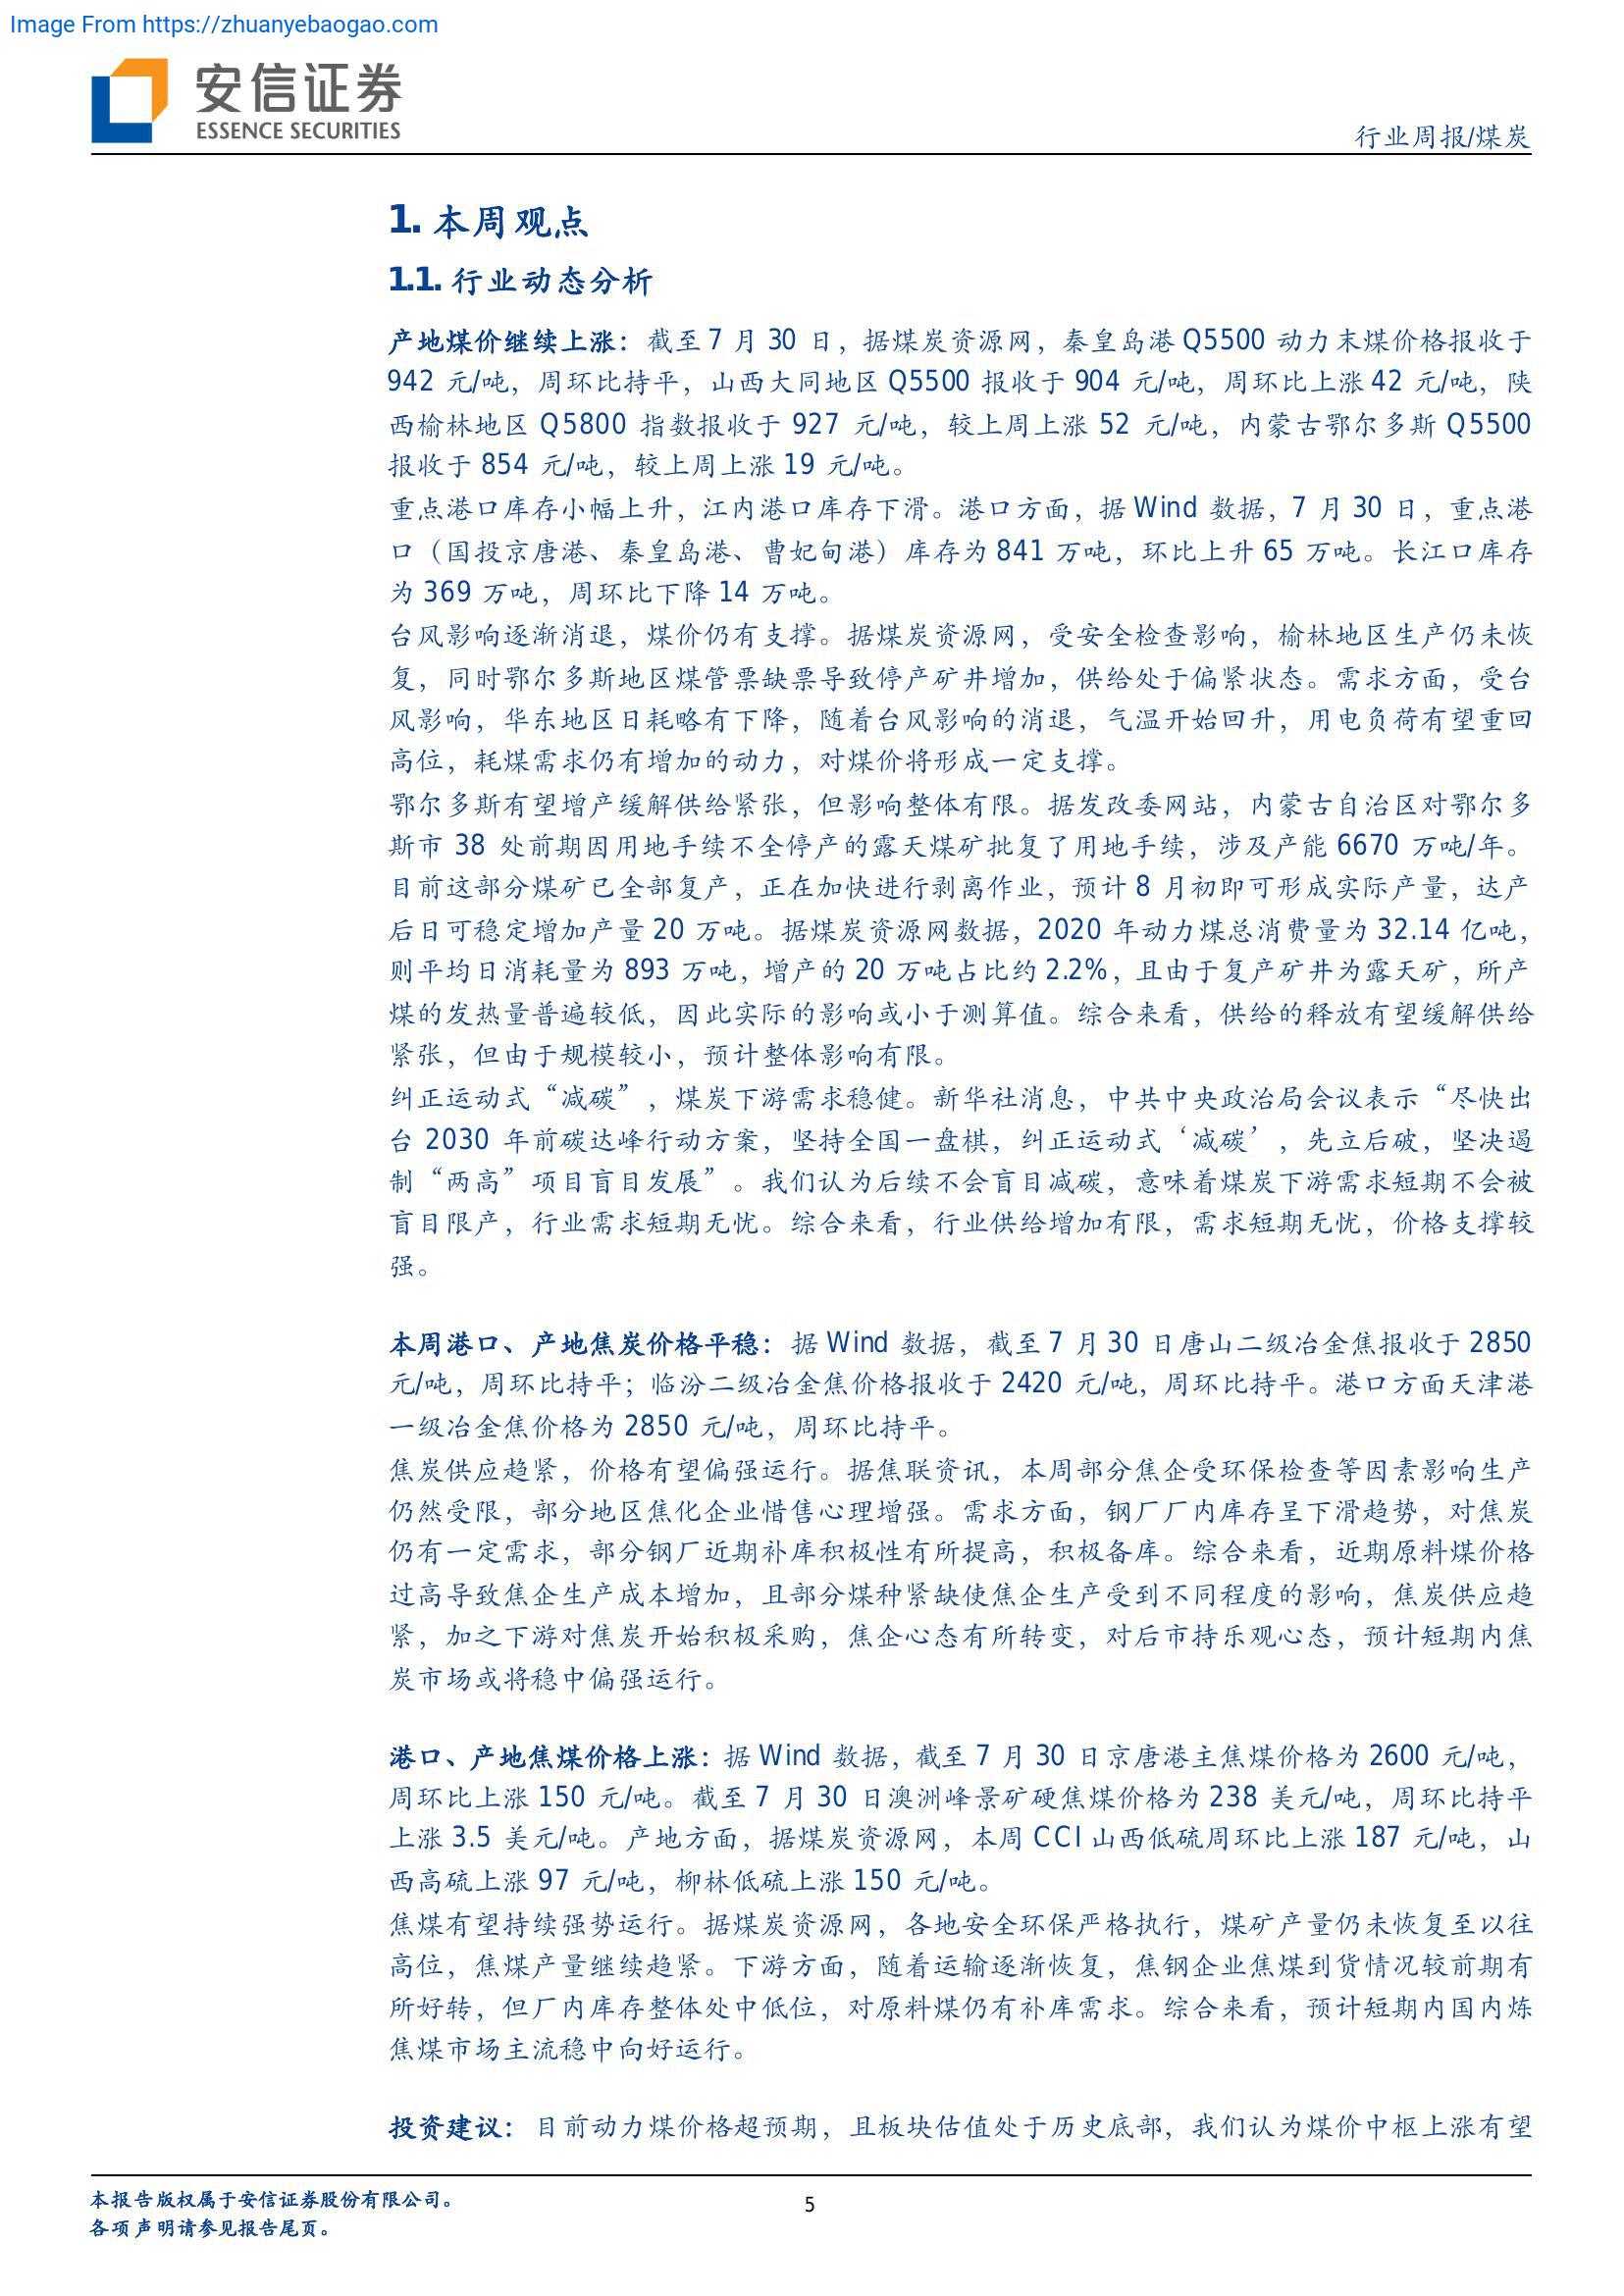 Image From https://zhuanyebaogao.com
安信证券
ESSENCE SECURITIES
行业周报/煤炭
1. 本周观点
1.1. 行业动态分析
产地煤价继续上涨：截至 7 月 30 日，据煤炭资源网，秦皇岛港 Q5500 动力末煤价格报收于
942 元/吨，周环比持平，山西大同地区 Q5500 报收于 904 元/吨，周环比上涨 42 元/吨，陕
西榆林地区 Q5800 指数报收于 927 元/吨，较上周上涨 52 元/吨，内蒙古鄂尔多斯 Q5500
报收于 854 元/吨，较上周上涨 19 元/吨。
重点港口库存小幅上升，江内港口库存下滑。港口方面，据 Wind 数据，7 月 30 日，重点港
口（国投京唐港、秦皇岛港、曹妃甸港）库存为 841 万吨，环比上升 65 万吨。长江口库存
为 369 万吨，周环比下降 14 万吨。
台风影响逐渐消退，煤价仍有支撑。据煤炭资源网，受安全检查影响，榆林地区生产仍未恢
复，同时鄂尔多斯地区煤管票缺票导致停产矿井增加，供给处于偏紧状态。需求方面，受台
风影响，华东地区日耗略有下降，随着台风影响的消退，气温开始回升，用电负荷有望重回
高位，耗煤需求仍有增加的动力，对煤价将形成一定支撑。
鄂尔多斯有望增产缓解供给紧张，但影响整体有限。据发改委网站，内蒙古自治区对鄂尔多
斯市 38 处前期因用地手续不全停产的露天煤矿批复了用地手续，涉及产能 6670 万吨/年。
目前这部分煤矿已全部复产，正在加快进行剥离作业，预计 8 月初即可形成实际产量，达产
后日可稳定增加产量 20 万吨。据煤炭资源网数据，2020 年动力煤总消费量为 32.14 亿吨，
则平均日消耗量为 893 万吨，增产的 20 万吨占比约 2.2%，且由于复产矿井为露天矿，所产
煤的发热量普遍较低，因此实际的影响或小于测算值。综合来看，供给的释放有望缓解供给
紧张，但由于规模较小，预计整体影响有限。
纠正运动式“减碳”，煤炭下游需求稳健。新华社消息，中共中央政治局会议表示“尽快出
台 2030 年前碳达峰行动方案，坚持全国一盘棋，纠正运动式‘减碳’，先立后破，坚决遏
制“两高”项目盲目发展”。我们认为后续不会盲目减碳，意味着煤炭下游需求短期不会被
盲目限产，行业需求短期无忧。综合来看，行业供给增加有限，需求短期无忧，价格支撑较
强。
本周港口、产地焦炭价格平稳：据 Wind 数据，截至 7 月 30 日唐山二级冶金焦报收于 2850
元/吨，周环比持平；临汾二级冶金焦价格报收于 2420 元/吨，周环比持平。港口方面天津港
一级冶金焦价格为 2850 元/吨，周环比持平。
焦炭供应趋紧，价格有望偏强运行。据焦联资讯，本周部分焦企受环保检查等因素影响生产
仍然受限，部分地区焦化企业惜售心理增强。需求方面，钢厂厂内库存呈下滑趋势，对焦炭
仍有一定需求，部分钢厂近期补库积极性有所提高，积极备库。综合来看，近期原料煤价格
过高导致焦企生产成本增加，且部分煤种紧缺使焦企生产受到不同程度的影响，焦炭供应趋
紧，加之下游对焦炭开始积极采购，焦企心态有所转变，对后市持乐观心态，预计短期内焦
炭市场或将稳中偏强运行。
港口、产地焦煤价格上涨：据 Wind 数据，截至 7 月 30 日京唐港主焦煤价格为 2600 元/吨，
周环比上涨 150 元/吨。截至 7 月 30 日澳洲峰景矿硬焦煤价格为 238 美元/吨，周环比持平
上涨 3.5 美元/吨。产地方面，据煤炭资源网，本周 CCI 山西低硫周环比上涨 187 元/吨，山
西高硫上涨 97 元/吨，柳林低硫上涨 150 元/吨。
焦煤有望持续强势运行。据煤炭资源网，各地安全环保严格执行，煤矿产量仍未恢复至以往
高位，焦煤产量继续趋紧。下游方面，随着运输逐渐恢复，焦钢企业焦煤到货情况较前期有
所好转，但厂内库存整体处中低位，对原料煤仍有补库需求。综合来看，预计短期内国内炼
焦煤市场主流稳中向好运行。
投资建议：目前动力煤价格超预期，且板块估值处于历史底部，我们认为煤价中枢上涨有望
本报告版权属于安信证券股份有限公司。
5
各项声明请参见报告尾页。